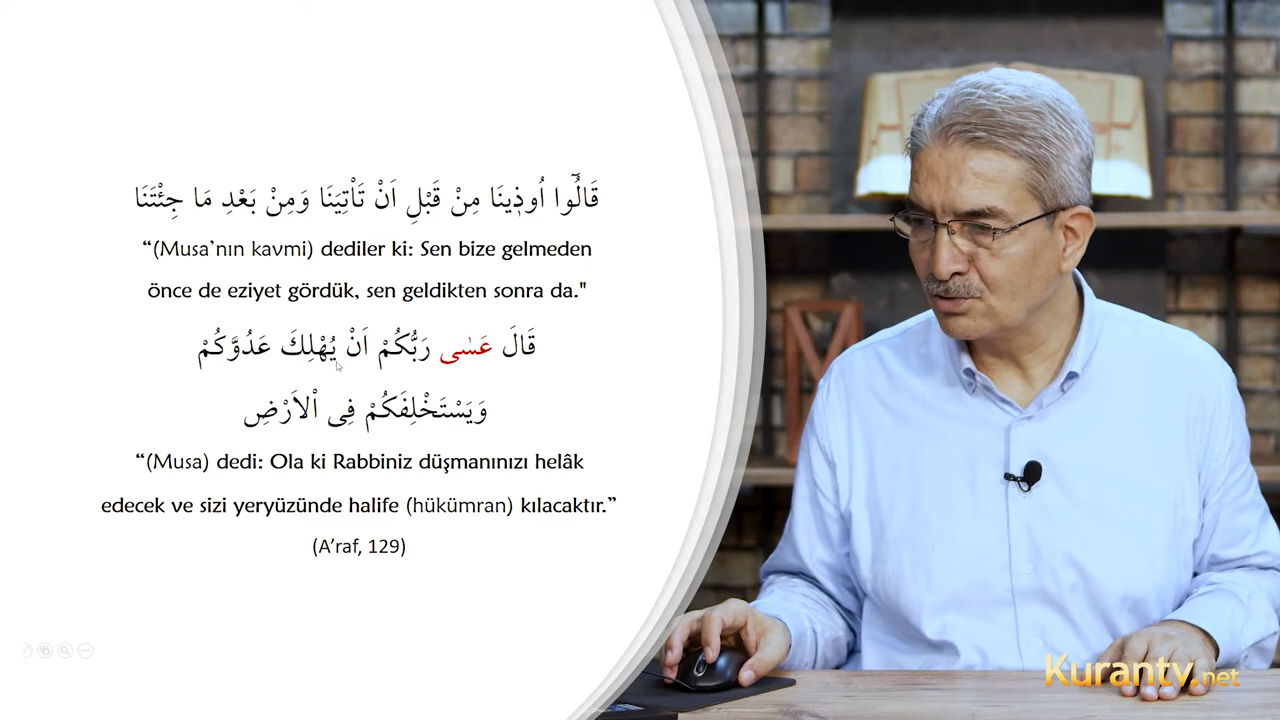 قَالُٓوا اُوذ۪ينَا مِنْ قَبْلِ اَنْ تَاْتِيَنَا وَمِنْ بَعْدِ مَا جِئْتَنَا
“(Musa’nın kavmi) dediler ki: Sen bize gelmeden
önce de eziyet gördük, sen geldikten sonra da."
قَالَ عَسٰى رَبُّكُمْ اَنْ يُهْلِكَ عَدُوَّكُمْ
وَيَسْتَخْلِفَكُمْ فِى اْلاَرْضِ
“(Musa) dedi: Ola ki Rabbiniz düşmanınızı helâk
edecek ve sizi yeryüzünde halife (hükümran) kılacaktır.”
(A’raf, 129)
Kurantv.net